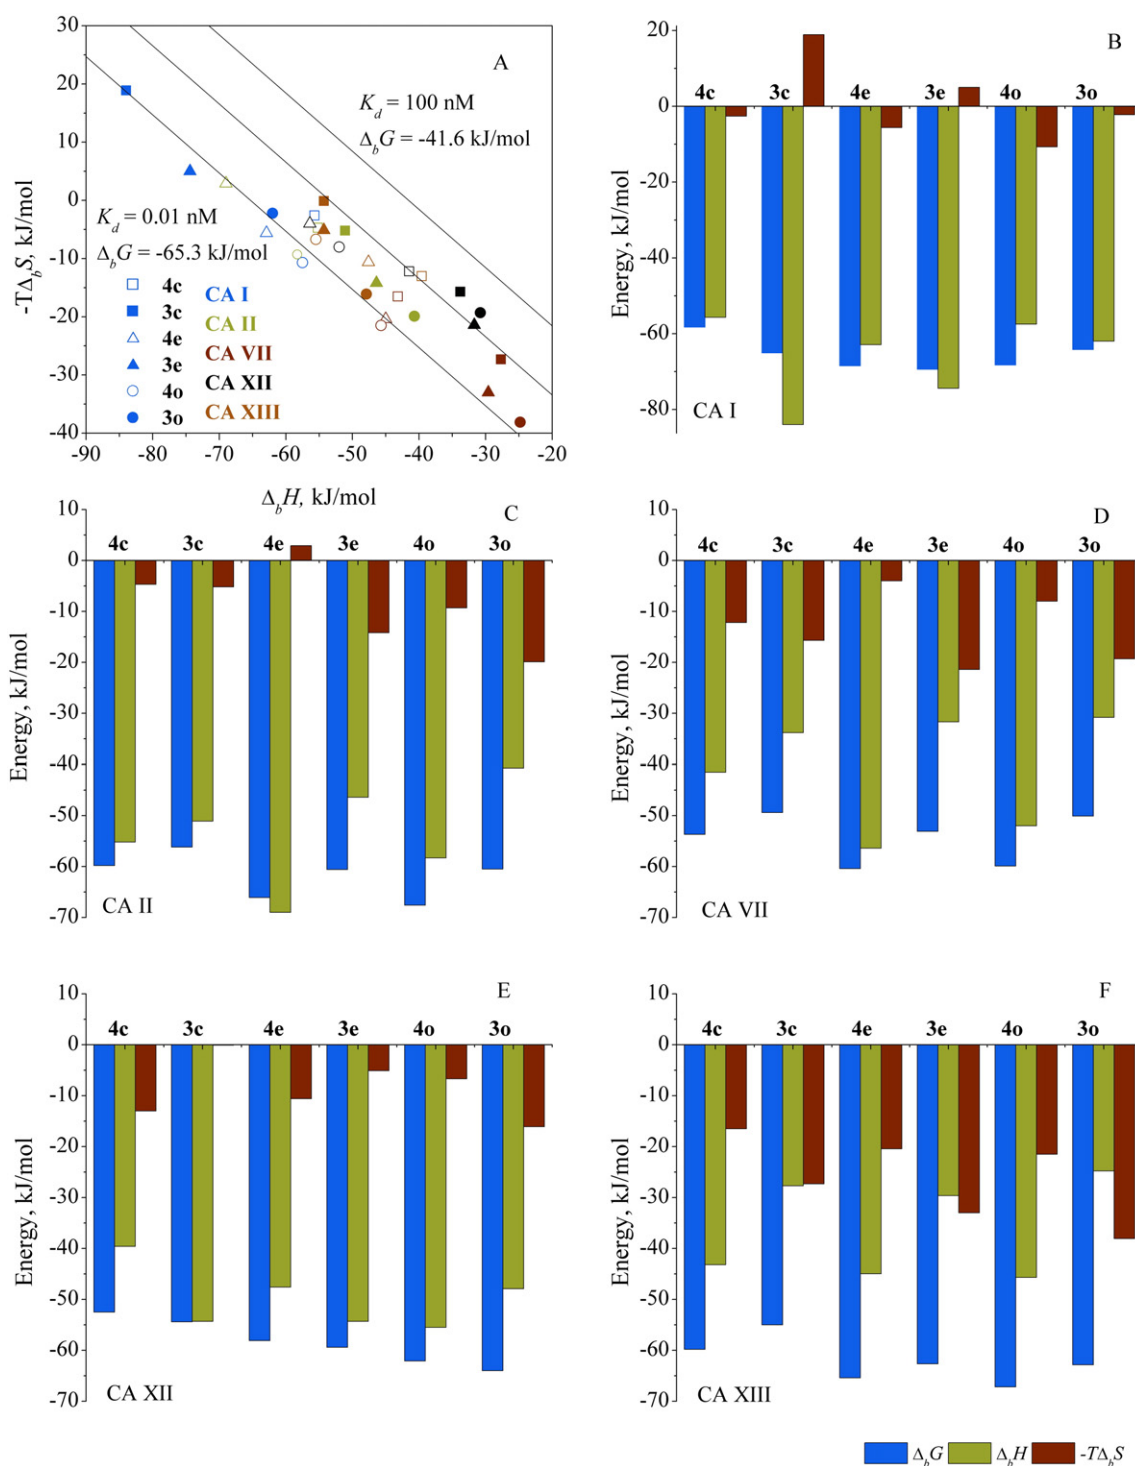 A
30
20
10
0
-10
-20
-30
-40
-90 -80 -70 -60 -50 -40 -30 -20
-TΔbS, kJ/mol
ΔbH, kJ/mol
Kd = 100 nM
ΔbG = -41.6 kJ/mol
Kd = 0.01 nM
ΔbG = -65.3 kJ/mol
4c
3c
4e
3e
4o
3o
CA I
CA II
CA VII
CA XII
CA XIII
B
20
0
-20
-40
-60
-80
Energy, kJ/mol
4c 3c 4e 3e 4o 3o
CA I
C
10
0
-10
-20
-30
-40
-50
-60
-70
Energy, kJ/mol
4c 3c 4e 3e 4o 3o
CA II
D
10
0
-10
-20
-30
-40
-50
-60
-70
Energy, kJ/mol
4c 3c 4e 3e 4o 3o
CA VII
E
10
0
-10
-20
-30
-40
-50
-60
-70
Energy, kJ/mol
4c 3c 4e 3e 4o 3o
CA XII
F
10
0
-10
-20
-30
-40
-50
-60
-70
Energy, kJ/mol
4c 3c 4e 3e 4o 3o
CA XIII
ΔbG ΔbH -TΔbS